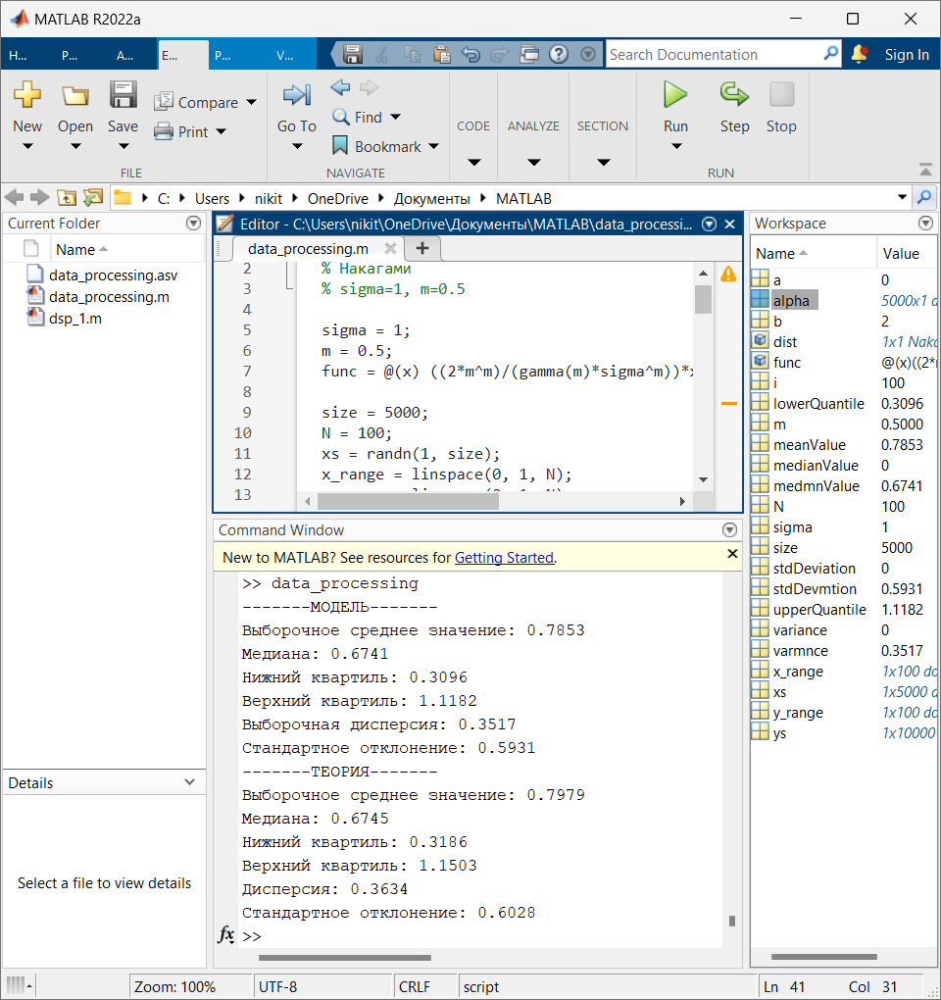 MATLAB R2022a
H... P... A... E... P... V... Search Documentation Sign In
New Open Save Compare Print
FILE
Go To Find Bookmark
NAVIGATE
CODE ANALYZE SECTION
Run Step Stop
RUN
C: Users nikit OneDrive Документы MATLAB
Current Folder
Name
data_processing.asv
data_processing.m
dsp_1.m
Details
Select a file to view details
Editor - C:\Users\nikit\OneDrive\Документы\MATLAB\data_processi...
data_processing.m
2 % Накагами
3 % sigma=1, m=0.5
4
5 sigma = 1;
6 m = 0.5;
7 func = @(x) ((2*m^m)/(gamma(m)*sigma^m))*x
8
9 size = 5000;
10 N = 100;
11 xs = randn(1, size);
12 x_range = linspace(0, 1, N);
13
Command Window
New to MATLAB? See resources for Getting Started.
>> data_processing
-------МОДЕЛЬ-------
Выборочное среднее значение: 0.7853
Медиана: 0.6741
Нижний квартиль: 0.3096
Верхний квартиль: 1.1182
Выборочная дисперсия: 0.3517
Стандартное отклонение: 0.5931
-------ТЕОРИЯ-------
Выборочное среднее значение: 0.7979
Медиана: 0.6745
Нижний квартиль: 0.3186
Верхний квартиль: 1.1503
Дисперсия: 0.3634
Стандартное отклонение: 0.6028
fx >>
Workspace
Name Value
a 0
alpha 5000x1 d
b 2
dist 1x1 Naka
func @(x)((2*
i 100
lowerQuantile 0.3096
m 0.5000
meanValue 0.7853
medianValue 0
medmnValue 0.6741
N 100
sigma 1
size 5000
stdDeviation 0
stdDevmtion 0.5931
upperQuantile 1.1182
variance 0
varmnce 0.3517
x_range 1x100 do
xs 1x5000 d
y_range 1x100 do
ys 1x10000
Zoom: 100% UTF-8 CRLF script Ln 41 Col 31